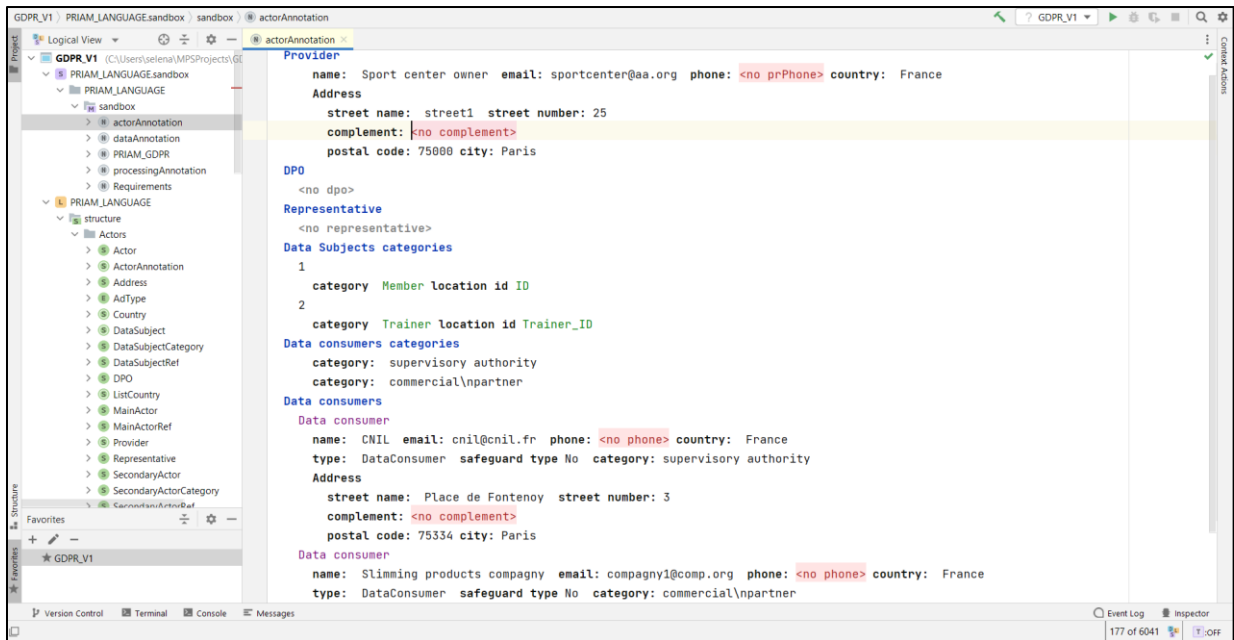 GDPR_V1 〉 PRIAM_LANGUAGE.sandbox 〉 sandbox 〉 N actorAnnotation ? GDPR_V1
Project
Logical View
actorAnnotation
GDPR_V1 (C:\Users\selena\MPSProjects\GD
S PRIAM_LANGUAGE.sandbox
PRIAM_LANGUAGE
sandbox
N actorAnnotation
N dataAnnotation
N PRIAM_GDPR
N processingAnnotation
N Requirements
L PRIAM_LANGUAGE
structure
Actors
S Actor
S ActorAnnotation
S Address
E AdType
S Country
S DataSubject
S DataSubjectCategory
S DataSubjectRef
S DPO
S ListCountry
S MainActor
S MainActorRef
S Provider
S Representative
S SecondaryActor
S SecondaryActorCategory
S SecondaryActorRef
Structure
Favorites
Favorites
GDPR_V1
Provider
name: Sport center owner email: sportcenter@aa.org phone: <no prPhone> country: France
Address
street name: street1 street number: 25
complement: <no complement>
postal code: 75000 city: Paris
DPO
<no dpo>
Representative
<no representative>
Data Subjects categories
1
category Member location id ID
2
category Trainer location id Trainer_ID
Data consumers categories
category: supervisory authority
category: commercial\npartner
Data consumers
Data consumer
name: CNIL email: cnil@cnil.fr phone: <no phone> country: France
type: DataConsumer safeguard type No category: supervisory authority
Address
street name: Place de Fontenoy street number: 3
complement: <no complement>
postal code: 75334 city: Paris
Data consumer
name: Slimming products compagny email: compagny1@comp.org phone: <no phone> country: France
type: DataConsumer safeguard type No category: commercial\npartner
Context Actions
Version Control Terminal Console Messages Event Log Inspector
177 of 6041 T:OFF